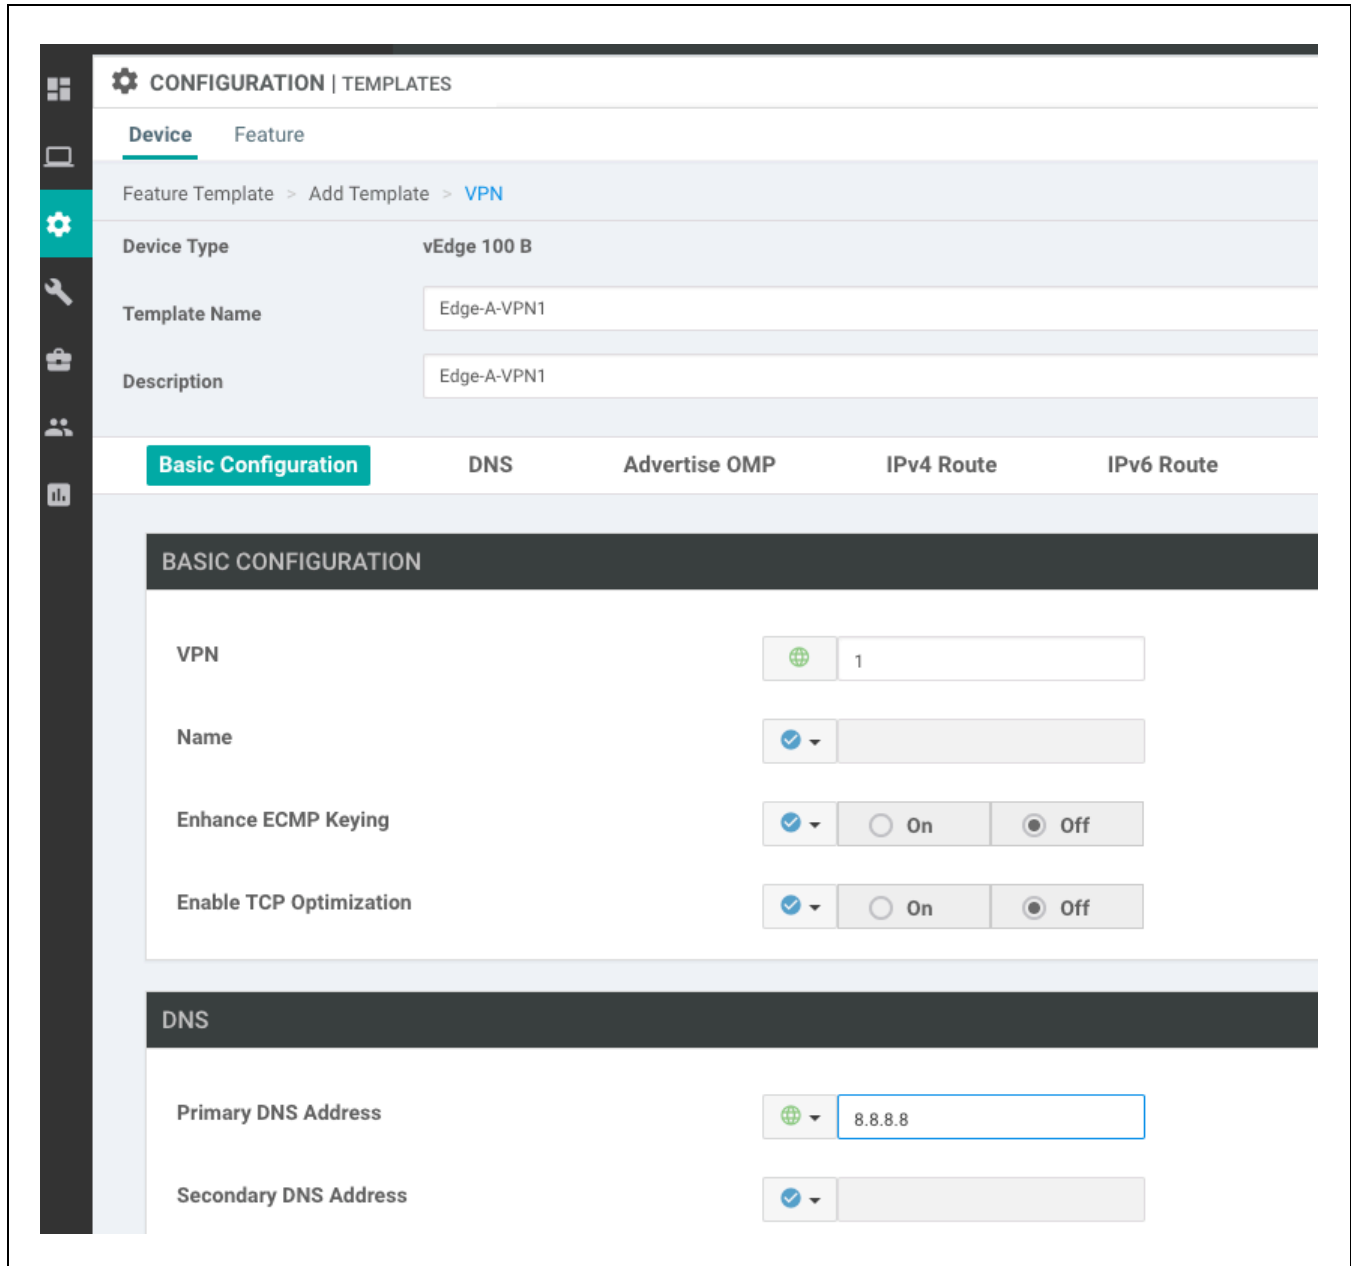 CONFIGURATION | TEMPLATES
Device Feature
Feature Template > Add Template > VPN
Device Type vEdge 100 B
Template Name Edge-A-VPN1
Description Edge-A-VPN1
Basic Configuration DNS Advertise OMP IPv4 Route IPv6 Route
BASIC CONFIGURATION
VPN 1
Name
Enhance ECMP Keying On Off
Enable TCP Optimization On Off
DNS
Primary DNS Address 8.8.8.8
Secondary DNS Address